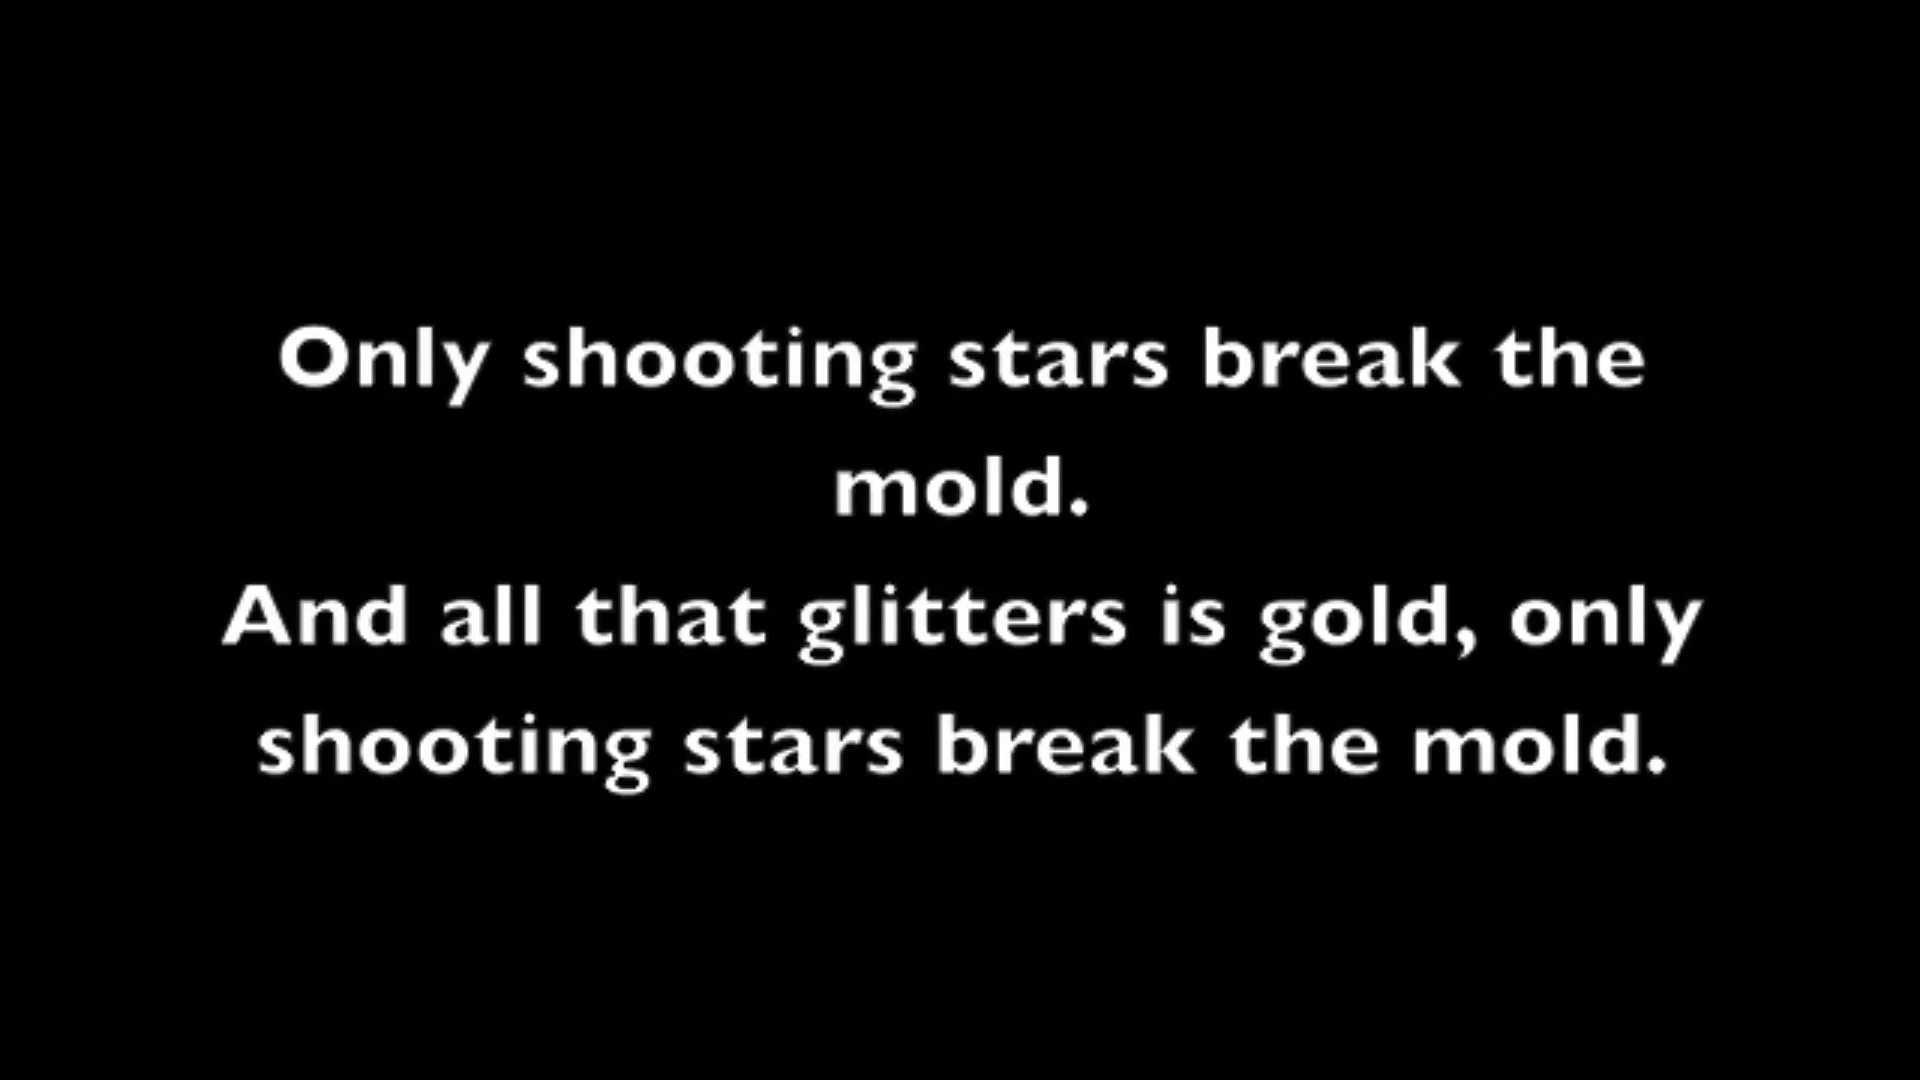 Only shooting stars break the
mold.
And all that glitters is gold, only
shooting stars break the mold.